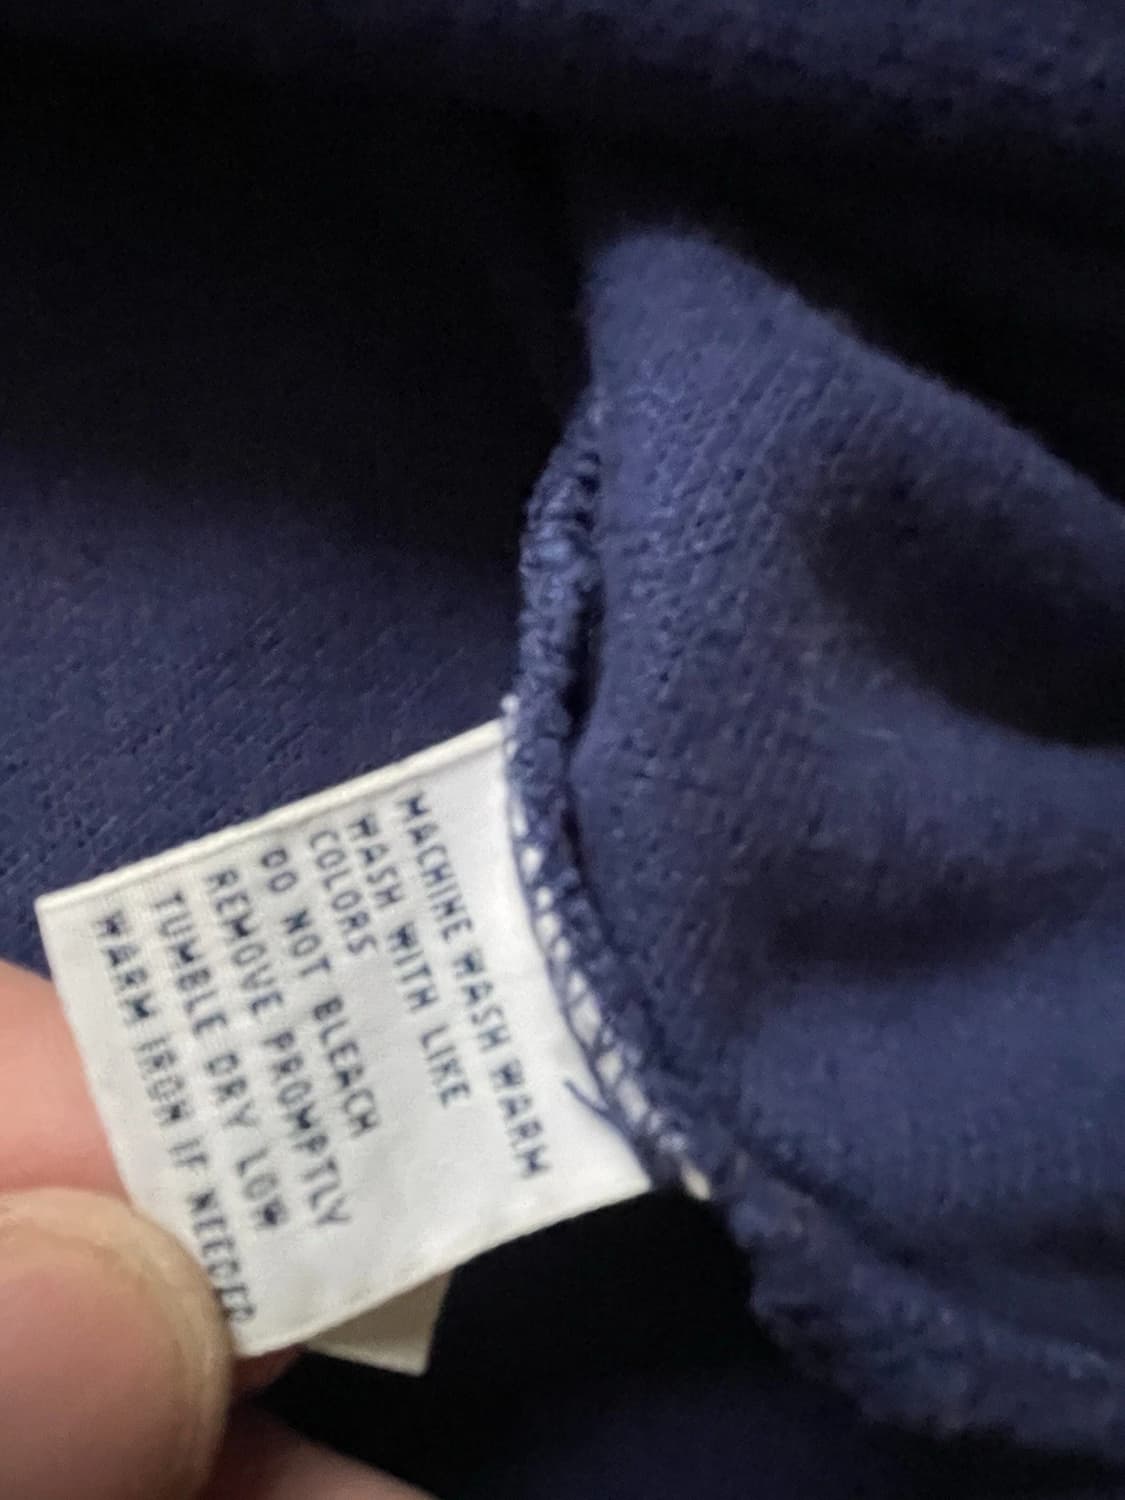 MACHINE WASH WARM
WASH WITH LIKE
COLORS
DO NOT BLEACH
REMOVE PROMPTLY
TUMBLE DRY LOW
WARM IRON IF NEEDED